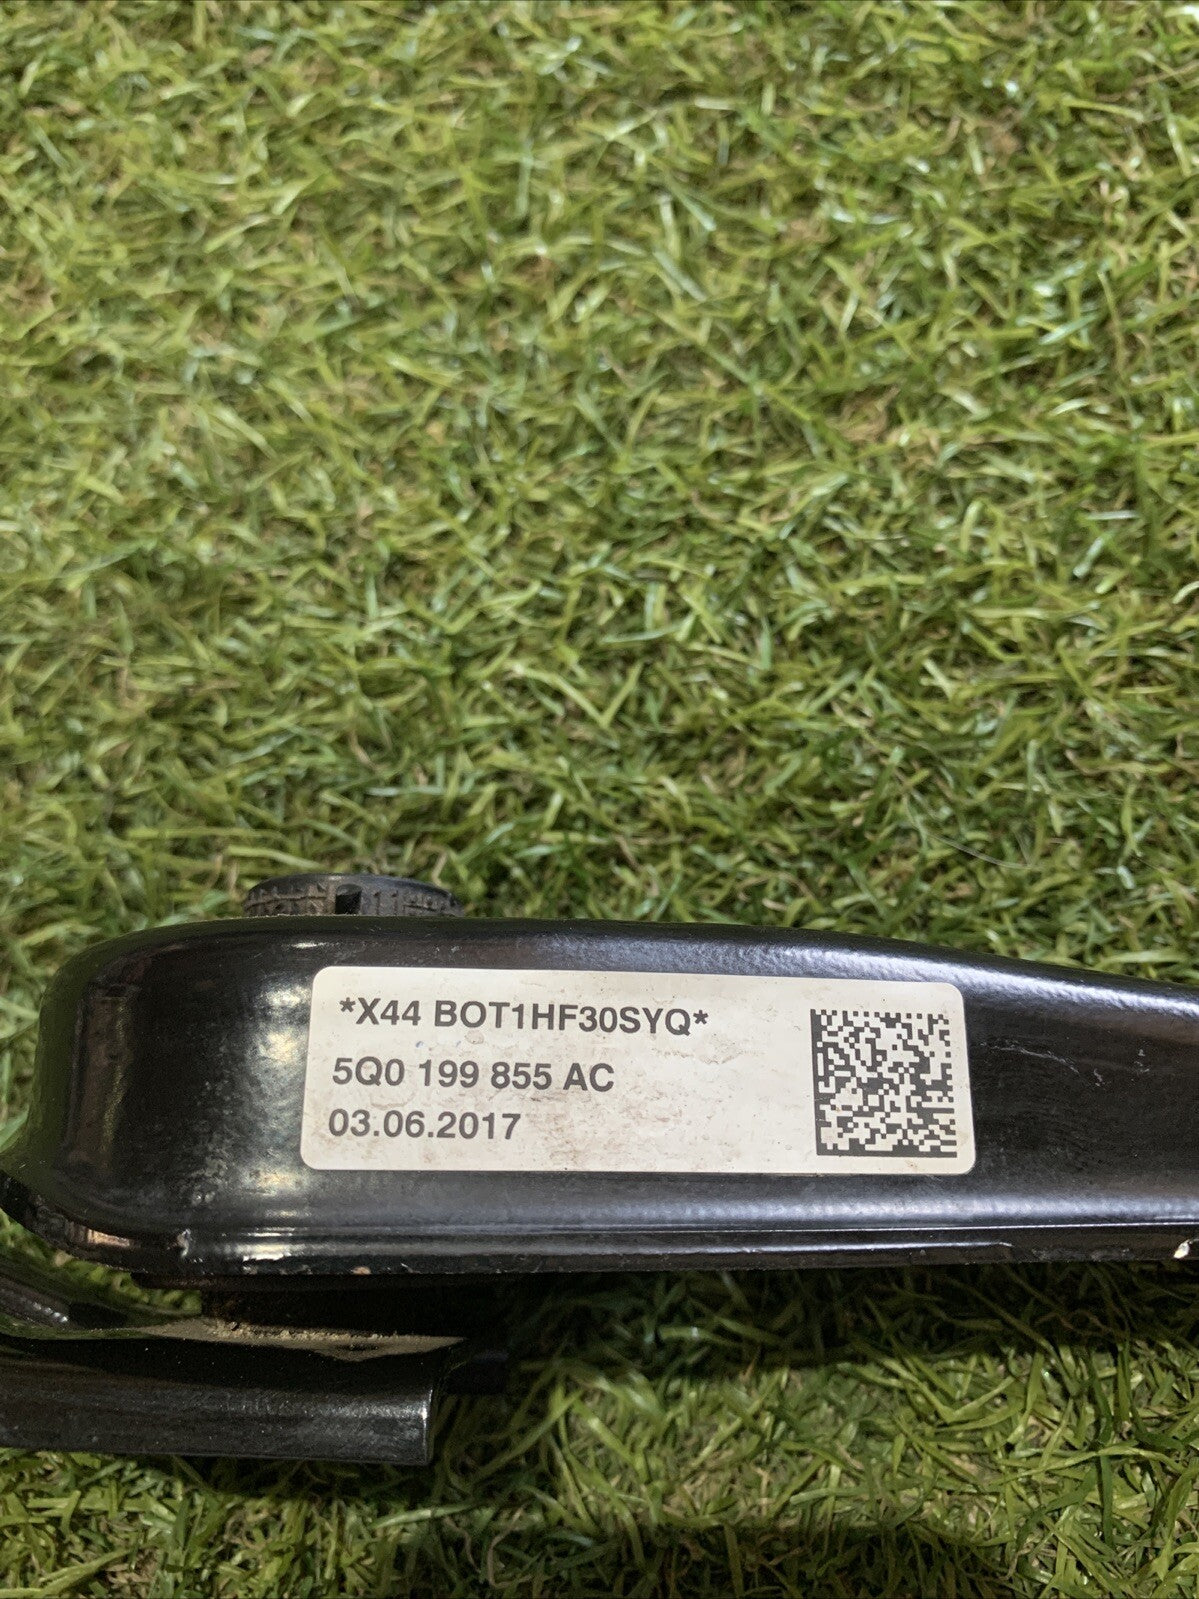 *X44 BOT1HF30SYQ*
5Q0 199 855 AC
03.06.2017